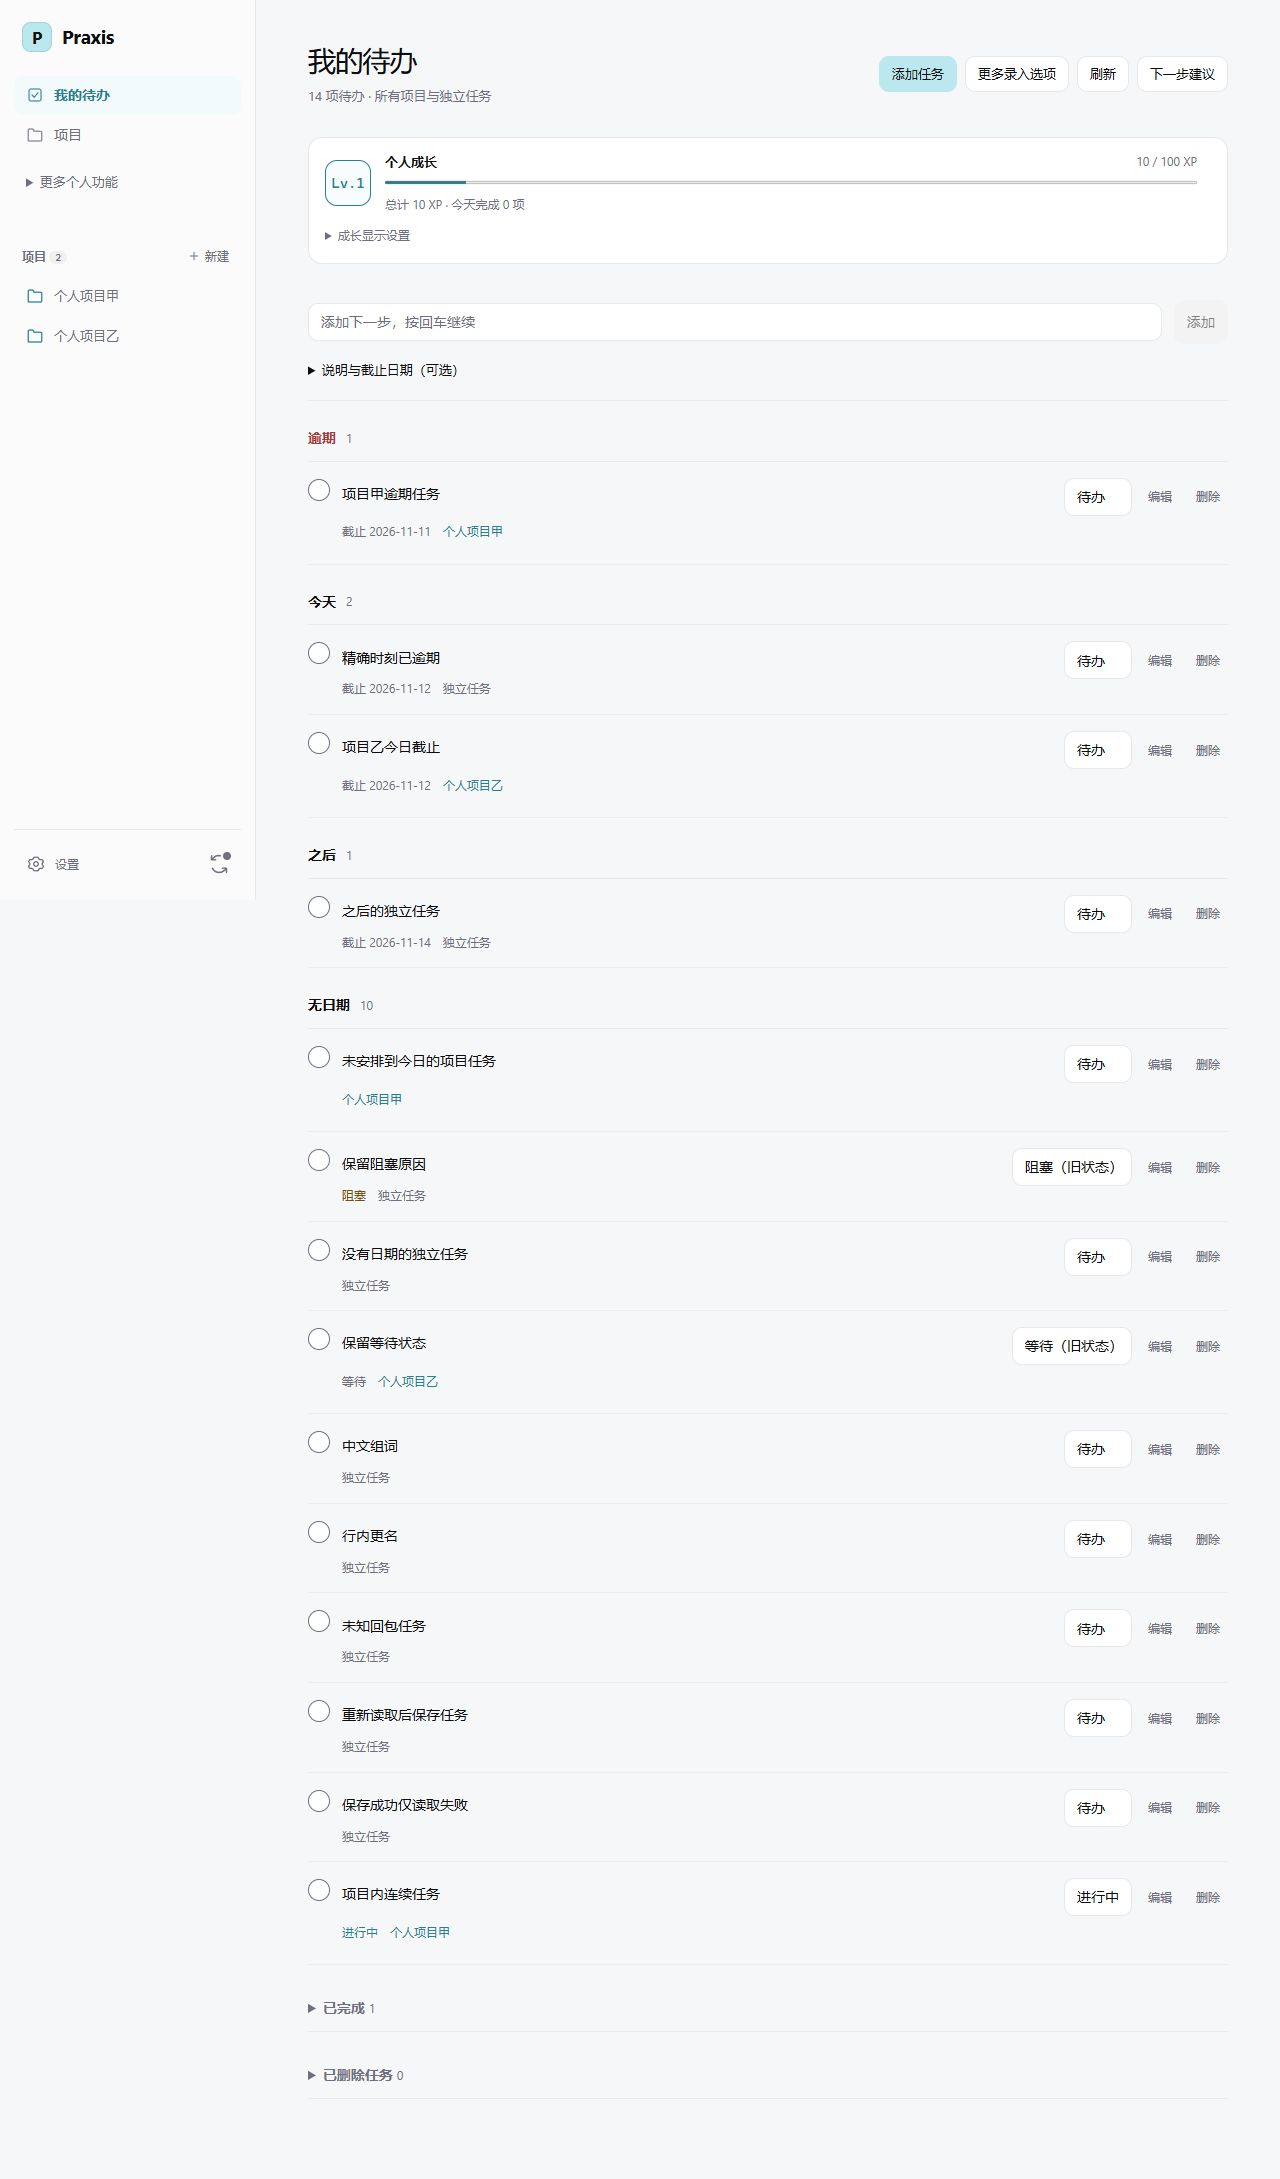 P Praxis
我的待办
项目
更多个人功能
项目 2 + 新建
个人项目甲
个人项目乙
设置
我的待办
14 项待办 · 所有项目与独立任务
添加任务 更多录入选项 刷新 下一步建议
Lv.1 个人成长 10 / 100 XP
总计 10 XP · 今天完成 0 项
成长显示设置
添加下一步，按回车继续 添加
说明与截止日期（可选）
逾期 1
项目甲逾期任务 待办 编辑 删除
截止 2026-11-11 个人项目甲
今天 2
精确时刻已逾期 待办 编辑 删除
截止 2026-11-12 独立任务
项目乙今日截止 待办 编辑 删除
截止 2026-11-12 个人项目乙
之后 1
之后的独立任务 待办 编辑 删除
截止 2026-11-14 独立任务
无日期 10
未安排到今日的项目任务 待办 编辑 删除
个人项目甲
保留阻塞原因 阻塞（旧状态） 编辑 删除
阻塞 独立任务
没有日期的独立任务 待办 编辑 删除
独立任务
保留等待状态 等待（旧状态） 编辑 删除
等待 个人项目乙
中文组词 待办 编辑 删除
独立任务
行内更名 待办 编辑 删除
独立任务
未知回包任务 待办 编辑 删除
独立任务
重新读取后保存任务 待办 编辑 删除
独立任务
保存成功仅读取失败 待办 编辑 删除
独立任务
项目内连续任务 进行中 编辑 删除
进行中 个人项目甲
已完成 1
已删除任务 0